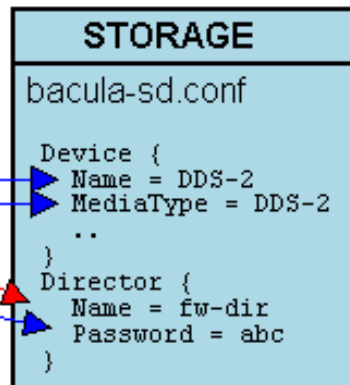 STORAGE
bacula-sd.conf
Device {
Name = DDS-2
MediaType = DDS-2
..
}
Director {
Name = fw-dir
Password = abc
}